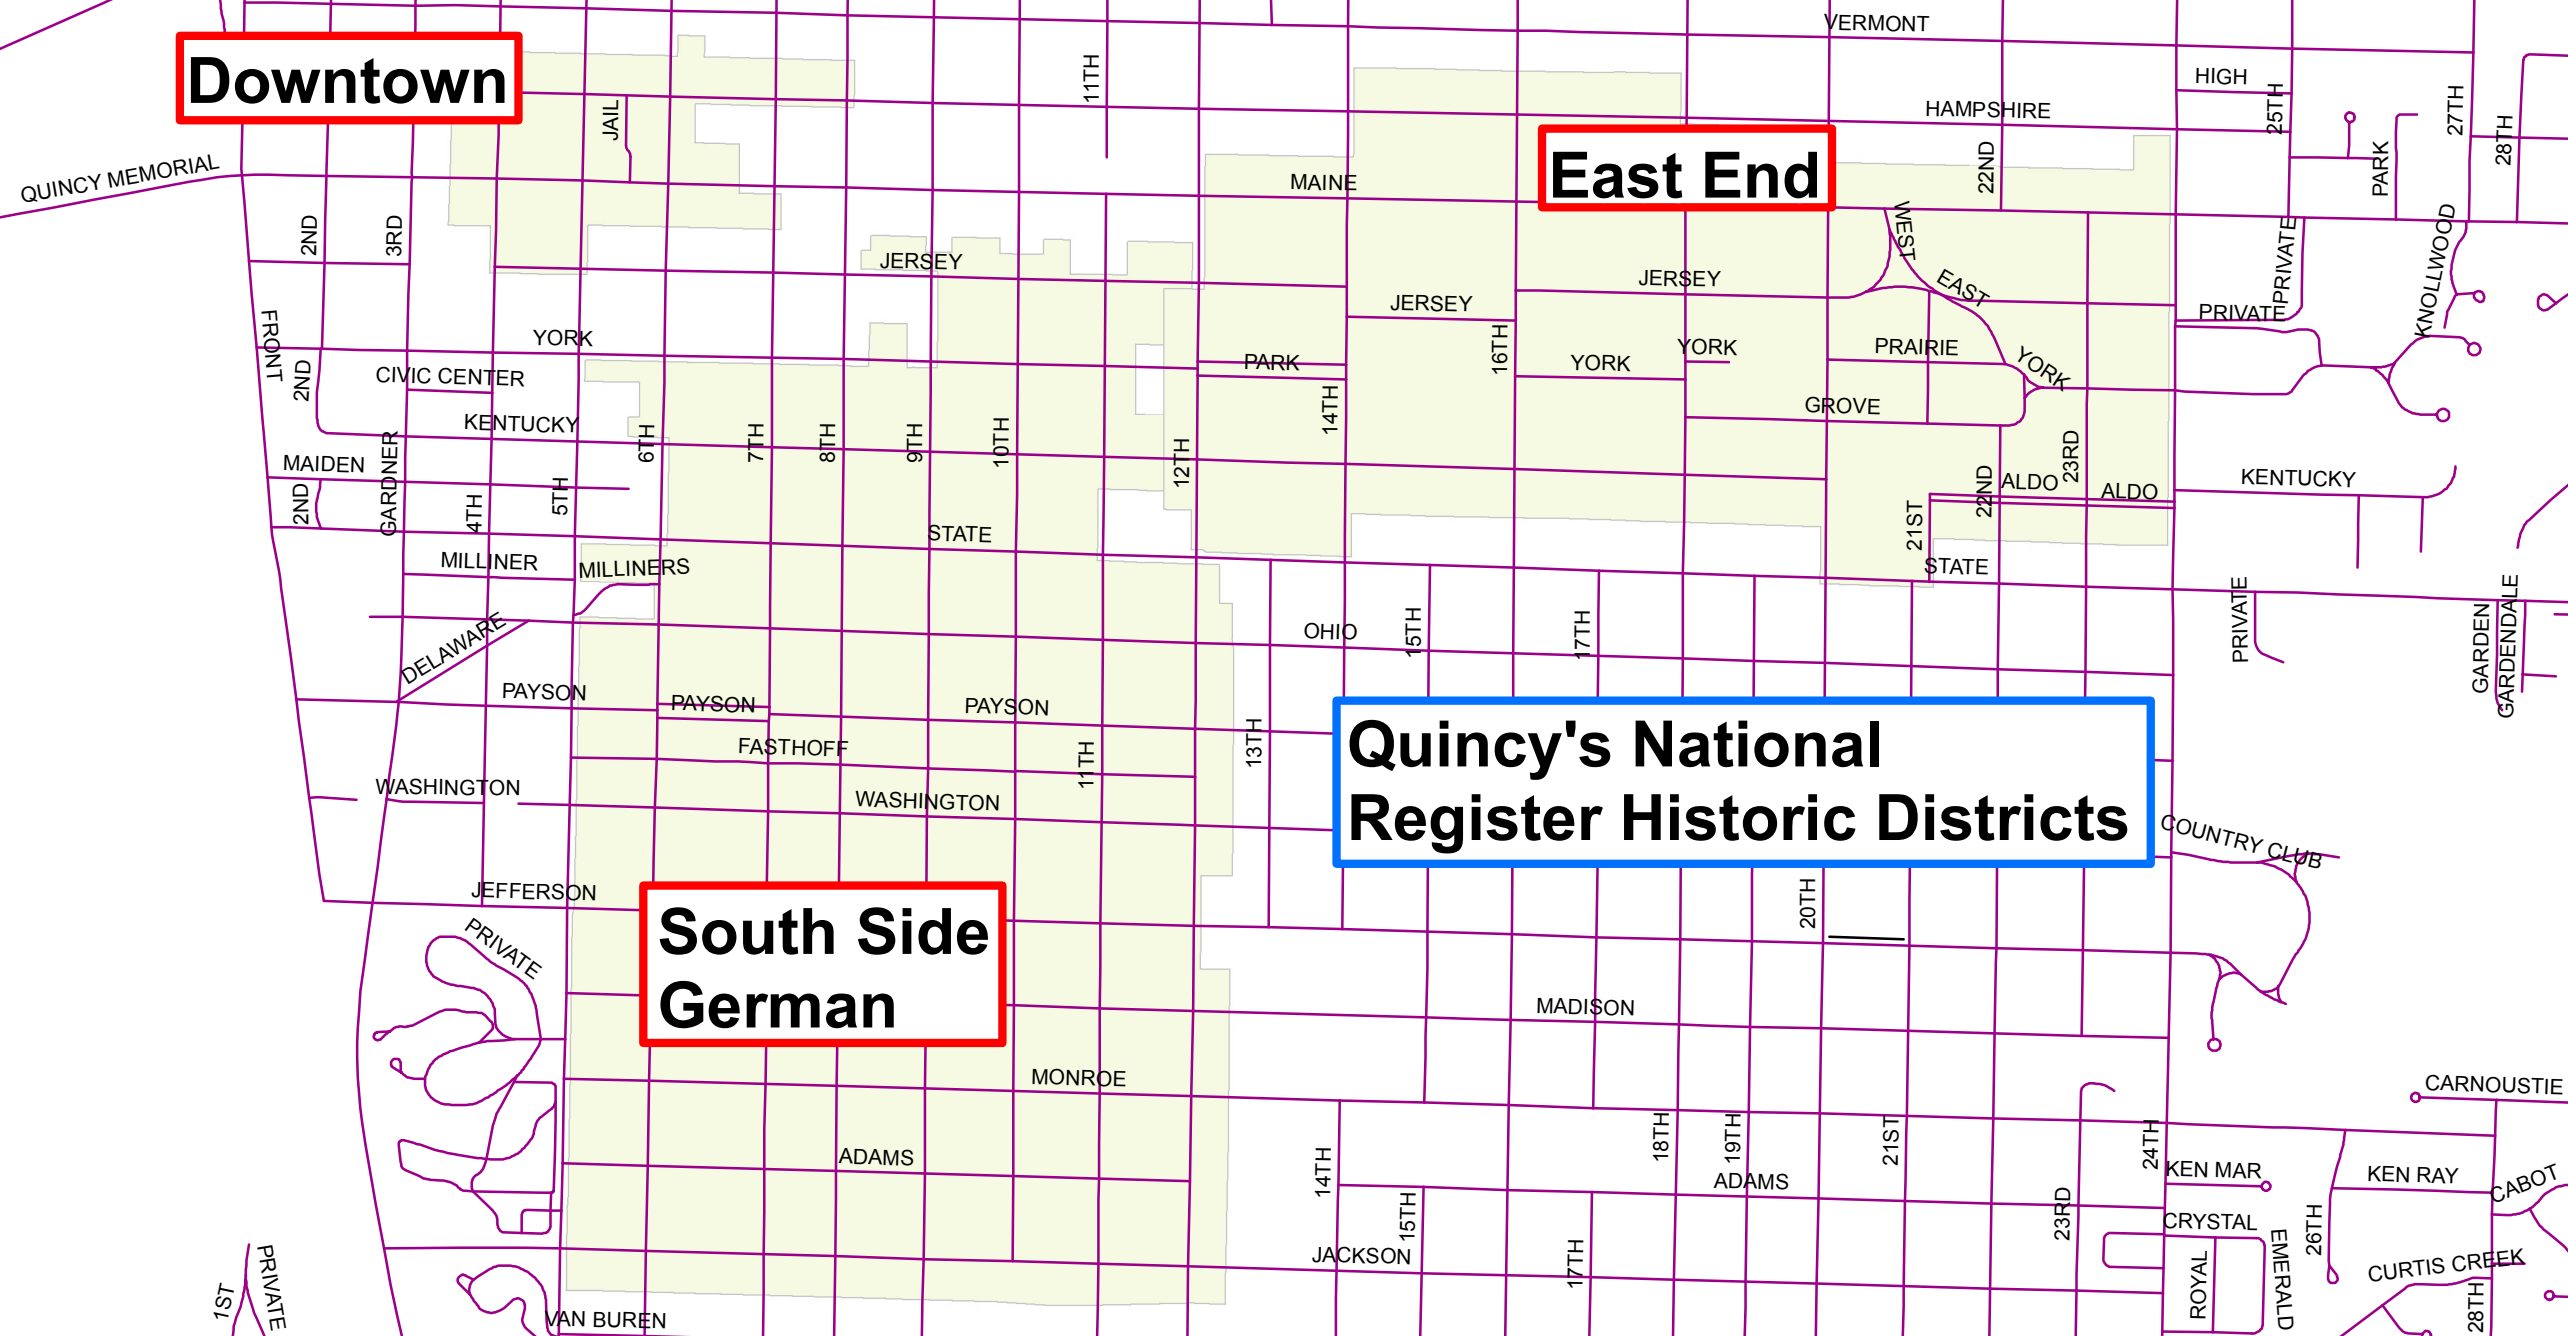 VERMONT
Downtown
11TH
HIGH
25TH
27TH
28TH
JAIL
HAMPSHIRE
PARK
22ND
East End
QUINCY MEMORIAL
MAINE
2ND
3RD
WEST
PRIVATE
KNOLLWOOD
JERSEY
JERSEY
EAST
JERSEY
PRIVATE
FRONT
YORK
16TH
YORK
PRAIRIE
YORK
PARK
YORK
2ND
CIVIC CENTER
14TH
GROVE
KENTUCKY
6TH
7TH
8TH
9TH
10TH
12TH
23RD
MAIDEN
GARDNER
KENTUCKY
2ND
4TH
5TH
22ND
ALDO
ALDO
21ST
STATE
MILLINER
MILLINERS
STATE
DELAWARE
OHIO
15TH
17TH
PRIVATE
GARDEN
GARDENDALE
PAYSON
PAYSON
PAYSON
13TH
Quincy's National
Register Historic Districts
FASTHOFF
11TH
WASHINGTON
WASHINGTON
COUNTRY CLUB
JEFFERSON
20TH
South Side
German
PRIVATE
MADISON
MONROE
CARNOUSTIE
18TH
19TH
21ST
24TH
ADAMS
14TH
ADAMS
KEN MAR
KEN RAY
CABOT
15TH
23RD
CRYSTAL
26TH
JACKSON
17TH
ROYAL
EMERALD
CURTIS CREEK
28TH
1ST
PRIVATE
VAN BUREN